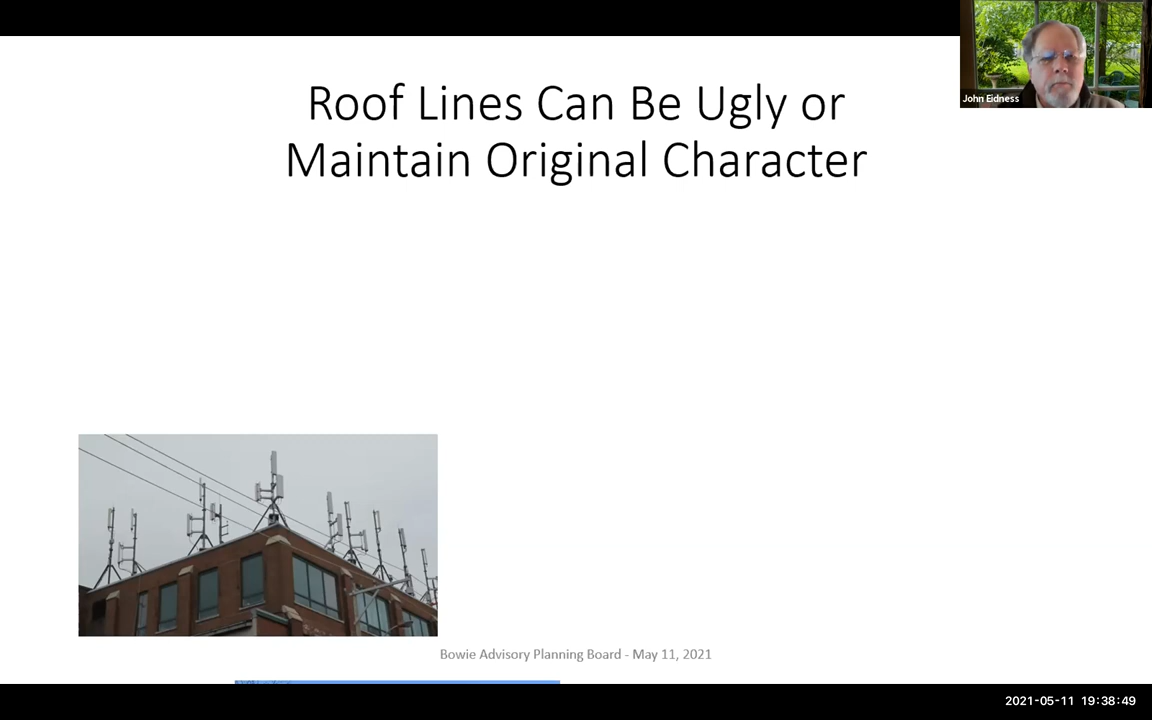 John Eidness
Roof Lines Can Be Ugly or
Maintain Original Character
Bowie Advisory Planning Board - May 11, 2021
2021-05-11 19:38:49